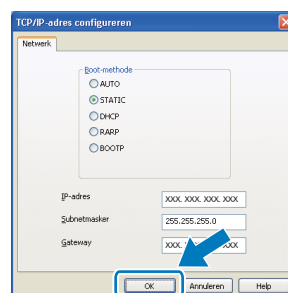 TCP/IP-adres configureren
Netwerk
Boot-methode
AUTO
STATIC
DHCP
RARP
BOOTP
IP-adres XXX. XXX. XXX. XXX
Subnetmasker 255.255.255.0
Gateway XXX. XXX
OK Annuleren Help